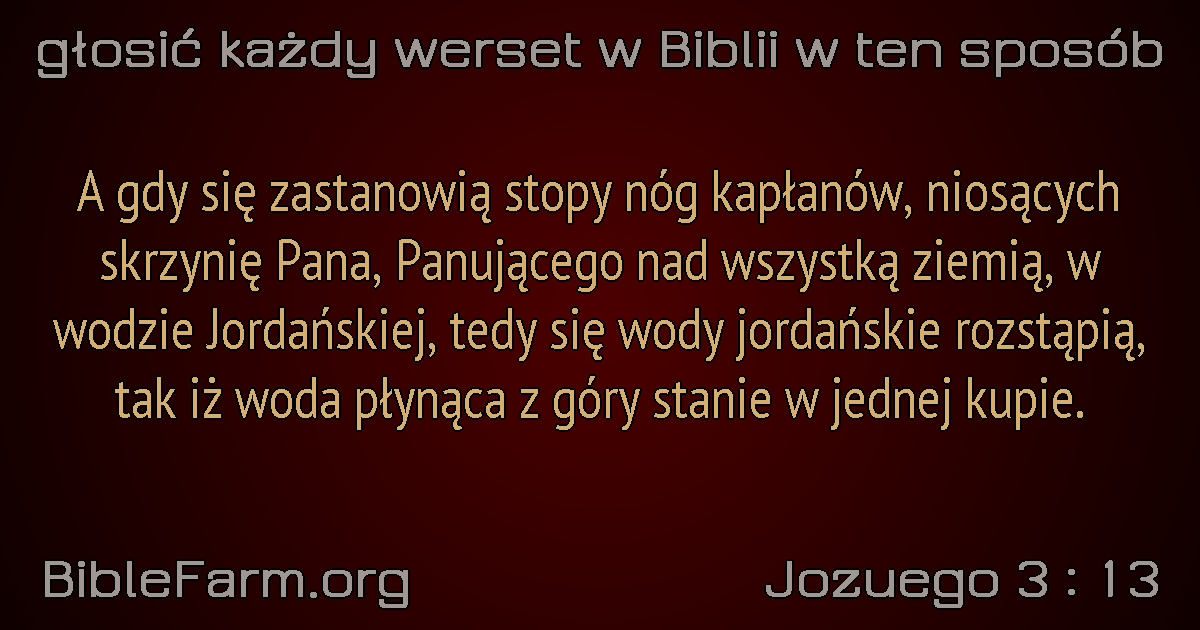 głosić każdy werset w Biblii w ten sposób
A gdy się zastanowią stopy nóg kapłanów, niosących
skrzynię Pana, Panującego nad wszystką ziemią, w
wodzie Jordańskiej, tedy się wody jordańskie rozstąpią,
tak iż woda płynąca z góry stanie w jednej kupie.
BibleFarm.org
Jozuego 3 : 13